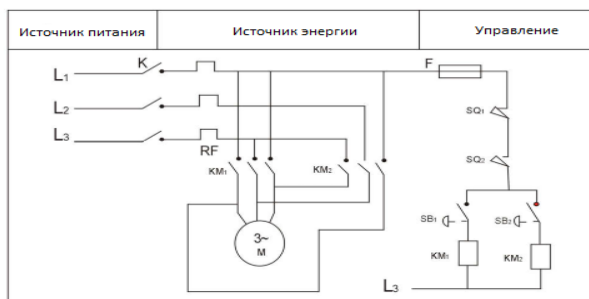 Источник питания
Источник энергии
Управление
K
F
L1
L2
L3
RF
KM1
KM2
SQ1
SQ2
SB1
SB2
3~
м
KM1
KM2
L3